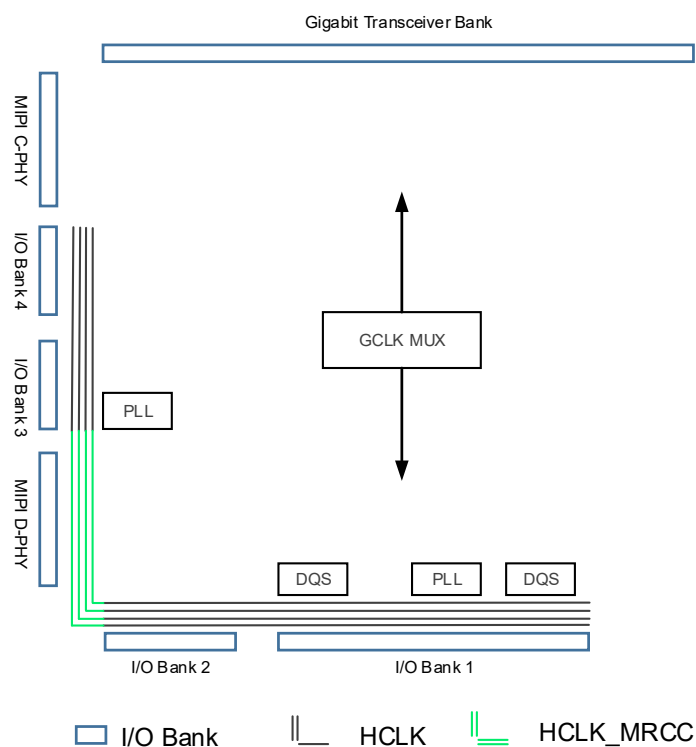 Gigabit Transceiver Bank
MIPI C-PHY
I/O Bank 4
GCLK MUX
I/O Bank 3
PLL
MIPI D-PHY
DQS
PLL
DQS
I/O Bank 2
I/O Bank 1
I/O Bank
HCLK
HCLK_MRCC